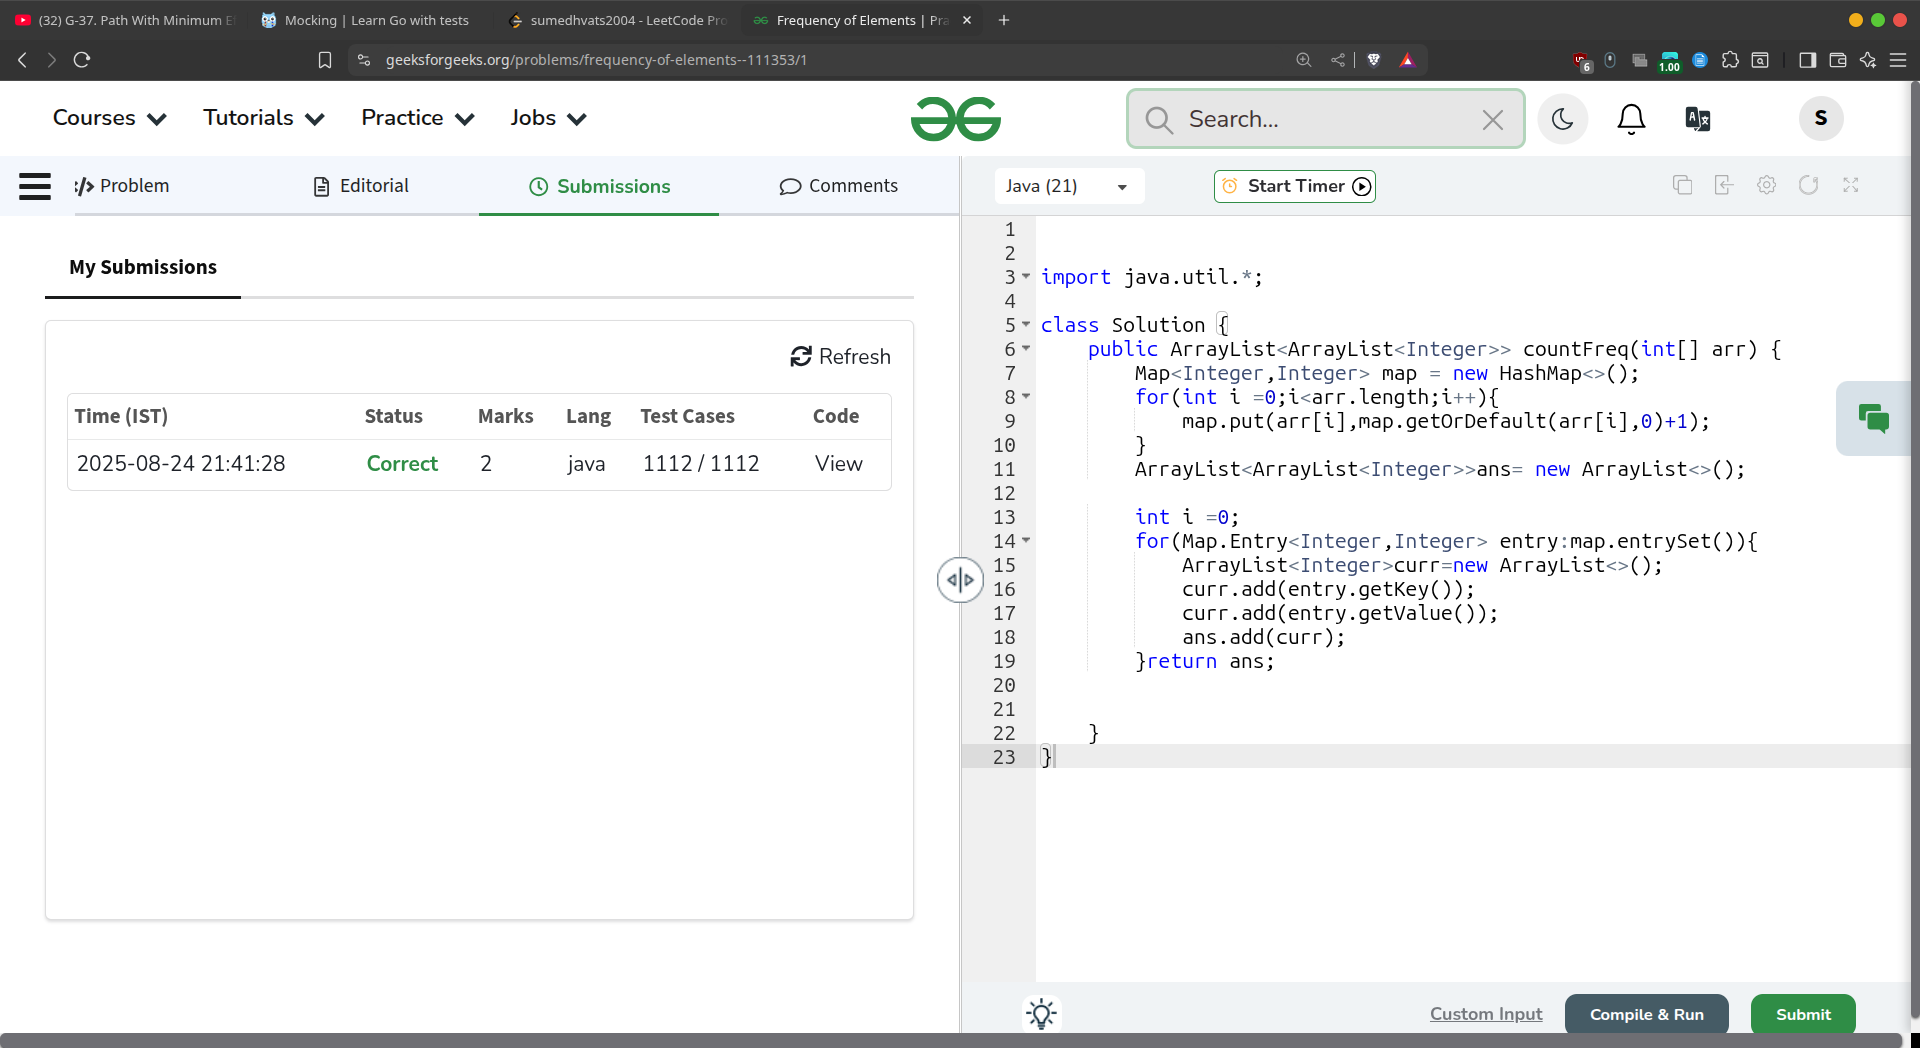 (32) G-37. Path With Minimum E
Mocking | Learn Go with tests
sumedhvats2004 - LeetCode Pro
Frequency of Elements | Pra
geeksforgeeks.org/problems/frequency-of-elements--111353/1
6
1.00
Courses
Tutorials
Practice
Jobs
Search...
S
</> Problem
Editorial
Submissions
Comments
Java (21)
Start Timer
My Submissions
Refresh
Time (IST) Status Marks Lang Test Cases Code
2025-08-24 21:41:28 Correct 2 java 1112 / 1112 View
1
2
3 import java.util.*;
4
5 class Solution {
6 public ArrayList<ArrayList<Integer>> countFreq(int[] arr) {
7 Map<Integer,Integer> map = new HashMap<>();
8 for(int i =0;i<arr.length;i++){
9 map.put(arr[i],map.getOrDefault(arr[i],0)+1);
10 }
11 ArrayList<ArrayList<Integer>>ans= new ArrayList<>();
12
13 int i =0;
14 for(Map.Entry<Integer,Integer> entry:map.entrySet()){
15 ArrayList<Integer>curr=new ArrayList<>();
16 curr.add(entry.getKey());
17 curr.add(entry.getValue());
18 ans.add(curr);
19 }return ans;
20
21
22 }
23 }
Custom Input
Compile & Run
Submit